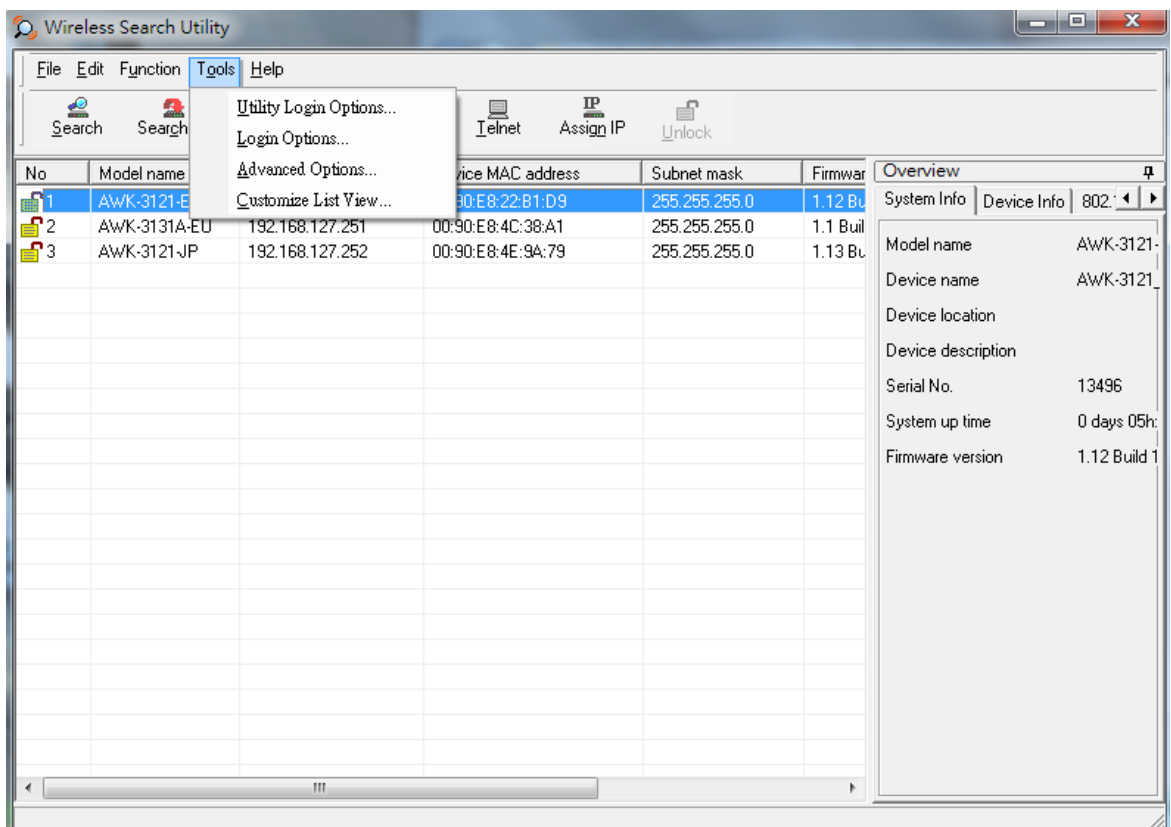 Wireless Search Utility
File Edit Function Tools Help
Utility Login Options...
Login Options...
Advanced Options...
Customize List View...
Search Search Telnet Assign IP Unlock
No Model name vice MAC address Subnet mask Firmwar
1 AWK-3121-E 90:E8:22:B1:D9 255.255.255.0 1.12 Bu
2 AWK-3131A-EU 192.168.127.251 00:90:E8:4C:38:A1 255.255.255.0 1.1 Buil
3 AWK-3121-JP 192.168.127.252 00:90:E8:4E:9A:79 255.255.255.0 1.13 Bu
Overview
System Info Device Info 802.
Model name AWK-3121-
Device name AWK-3121_
Device location
Device description
Serial No. 13496
System up time 0 days 05h:
Firmware version 1.12 Build 1